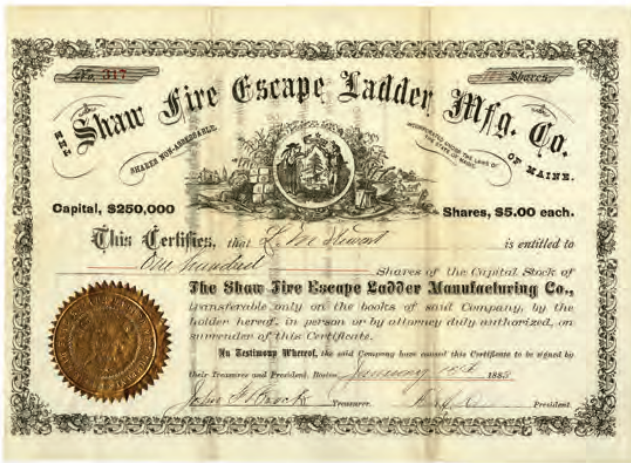 No. 317
Shares.
THE Shaw Fire Escape Ladder Mfg. Co. OF MAINE.
SHARES NON-ASSESSABLE.
INCORPORATED UNDER THE LAWS OF THE STATE OF MAINE.
Capital, $250,000
Shares, $5.00 each.
This Certifies, that is entitled to
One hundred Shares of the Capital Stock of
The Shaw Fire Escape Ladder Manufacturing Co.,
transferable only on the books of said Company, by the
holder hereof, in person or by attorney duly authorized, on
surrender of this Certificate.
In Testimony Whereof, the said Company have caused this Certificate to be signed by
their Treasurer and President, Boston January 1885
John Treasurer. President.